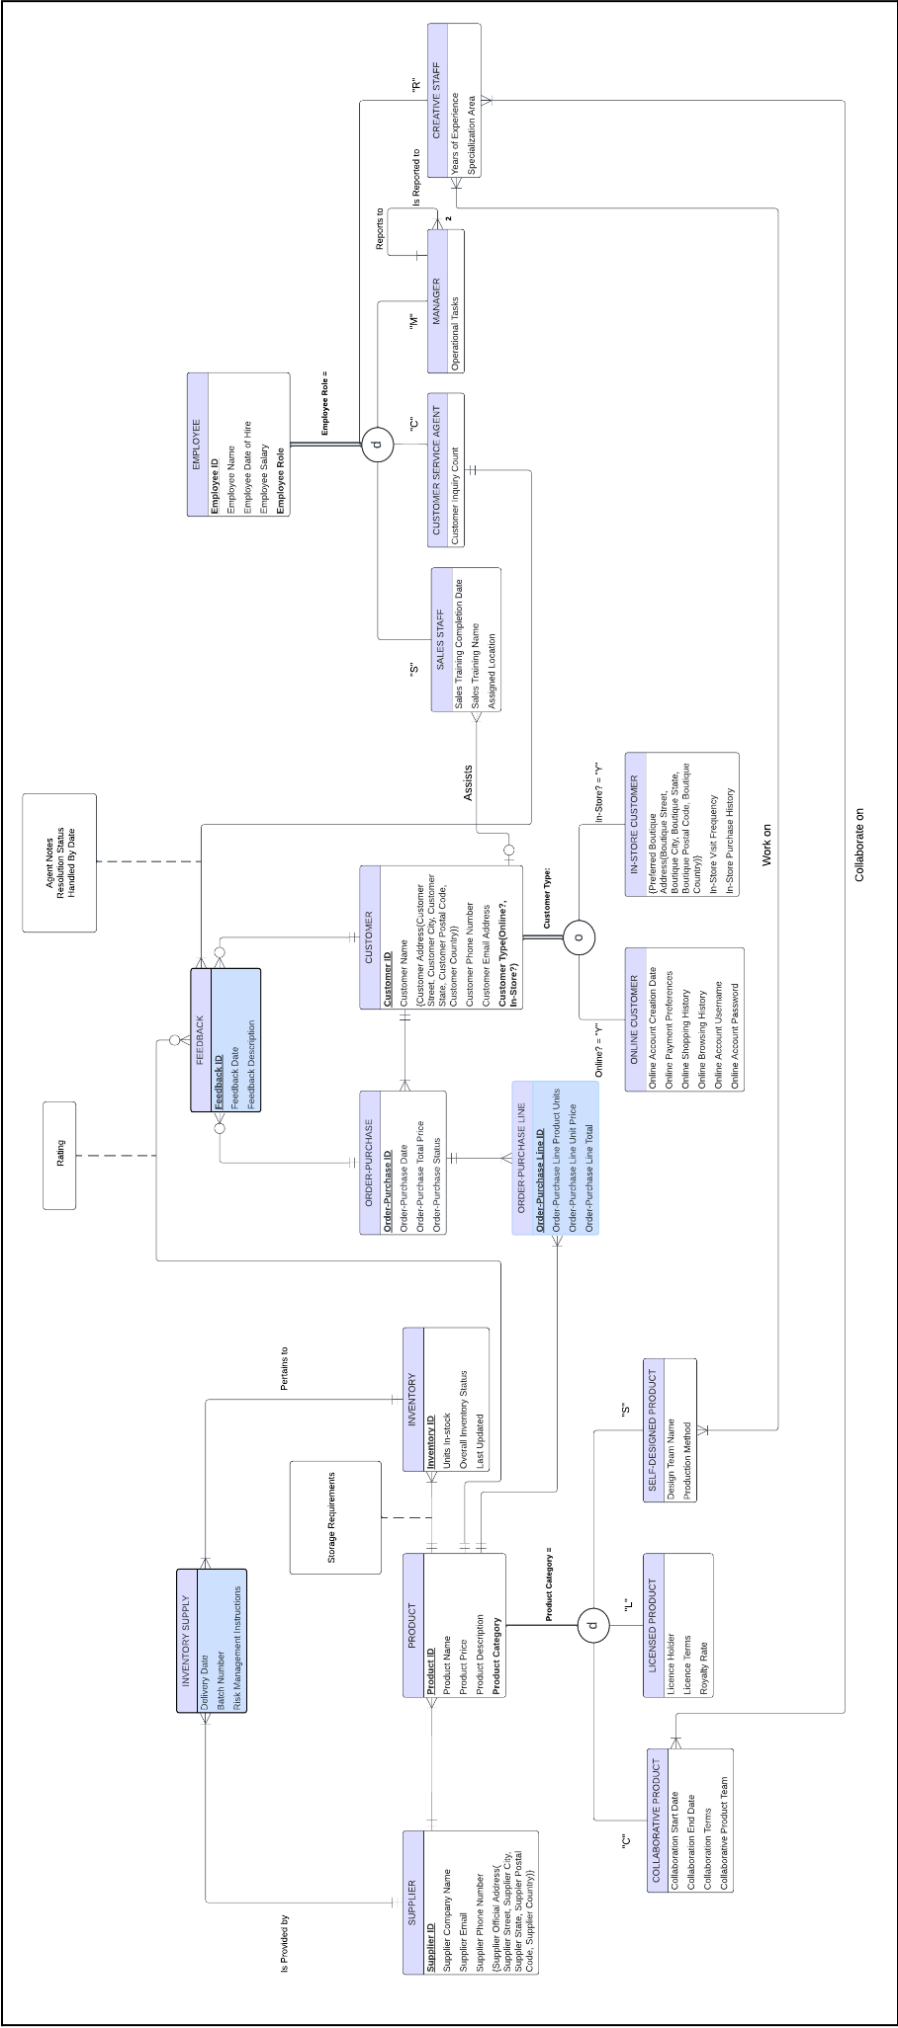 Agent Notes
Resolution Status
Handled By Date
Rating
INVENTORY SUPPLY
Delivery Date
Batch Number
Risk Management Instructions
FEEDBACK
Feedback ID
Feedback Date
Feedback Description
EMPLOYEE
Employee ID
Employee Name
Employee Date of Hire
Employee Salary
Employee Role
Is Provided by
Pertains to
Storage Requirements
Employee Role =
SUPPLIER
Supplier ID
Supplier Company Name
Supplier Email
Supplier Phone Number
{Supplier Official Address(
Supplier Street, Supplier City,
Suppier State, Supplier Postal
Code, Supplier Country)}
PRODUCT
Product ID
Product Name
Product Price
Product Description
Product Category
INVENTORY
Inventory ID
Units In-stock
Overall Inventory Status
Last Updated
ORDER-PURCHASE
Order-Purchase ID
Order-Purchase Date
Order-Purchase Total Price
Order-Purchase Status
CUSTOMER
Customer ID
Customer Name
{Customer Address(Customer
Street, Customer City, Customer
State, Customer Postal Code,
Customer Country)}
Customer Phone Number
Customer Email Address
Customer Type(Online?,
In-Store?)
d
"S"
"C"
"M"
Reports to
Is Reported to
2
"R"
Assists
SALES STAFF
Sales Training Completion Date
Sales Training Name
Assigned Location
CUSTOMER SERVICE AGENT
Customer Inquiry Count
MANAGER
Operational Tasks
CREATIVE STAFF
Years of Experience
Specialization Area
ORDER-PURCHASE LINE
Order-Purchase Line ID
Order-Purchase Line Product Units
Order-Purchase Line Unit Price
Order-Purchase Line Total
Product Category =
Customer Type:
d
o
Online? = "Y"
In-Store? = "Y"
"C"
"L"
"S"
ONLINE CUSTOMER
Online Account Creation Date
Online Payment Preferences
Online Shopping History
Online Browsing History
Online Account Username
Online Account Password
IN-STORE CUSTOMER
{Preferred Boutique
Address(Boutique Street,
Boutique City, Boutique State,
Boutique Postal Code, Boutique
Country)}
In-Store Visit Frequency
In-Store Purchase History
COLLABORATIVE PRODUCT
Collaboration Start Date
Collaboration End Date
Collaboration Terms
Collaborative Product Team
LICENSED PRODUCT
Licence Holder
Licence Terms
Royalty Rate
SELF-DESIGNED PRODUCT
Design Team Name
Production Method
Work on
Collaborate on